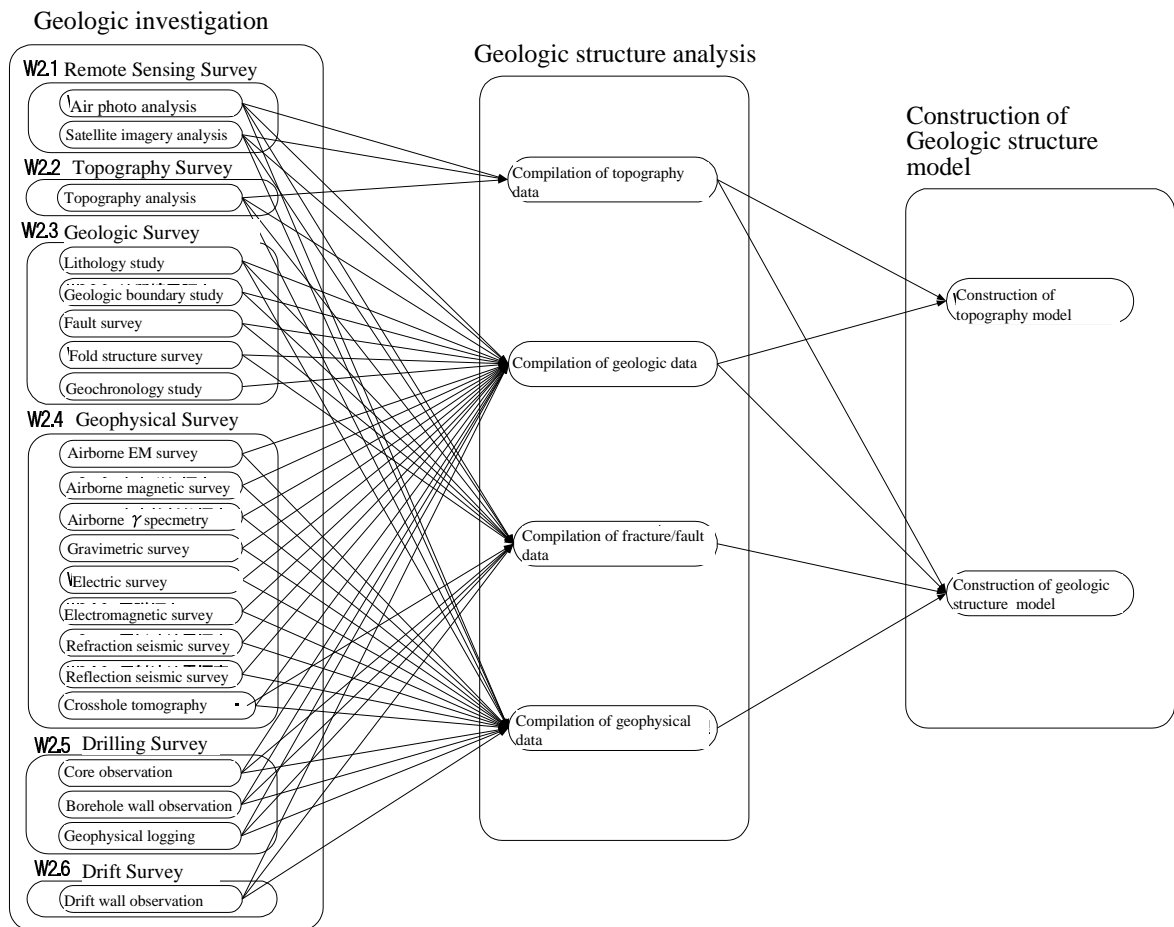 Geologic investigation
W2.1 Remote Sensing Survey
Air photo analysis
Satellite imagery analysis
W2.2 Topography Survey
Topography analysis
W2.3 Geologic Survey
Lithology study
Geologic boundary study
Fault survey
Fold structure survey
Geochronology study
W2.4 Geophysical Survey
Airborne EM survey
Airborne magnetic survey
Airborne γ specmetry
Gravimetric survey
Electric survey
Electromagnetic survey
Refraction seismic survey
Reflection seismic survey
Crosshole tomography
W2.5 Drilling Survey
Core observation
Borehole wall observation
Geophysical logging
W2.6 Drift Survey
Drift wall observation
Geologic structure analysis
Compilation of topography
data
Compilation of geologic data
Compilation of fracture/fault
data
Compilation of geophysical
data
Construction of
Geologic structure
model
Construction of
topography model
Construction of geologic
structure model